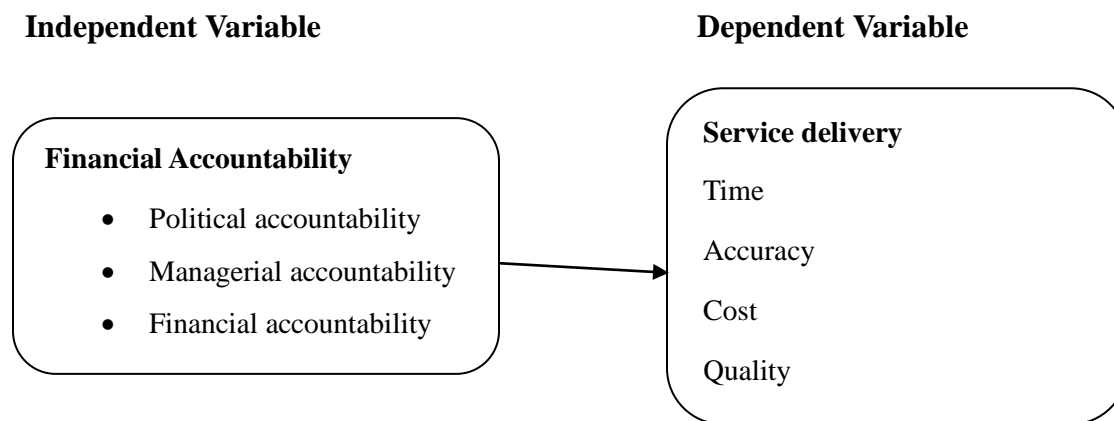 Independent Variable
Dependent Variable
Financial Accountability
• Political accountability
• Managerial accountability
• Financial accountability
Service delivery
Time
Accuracy
Cost
Quality